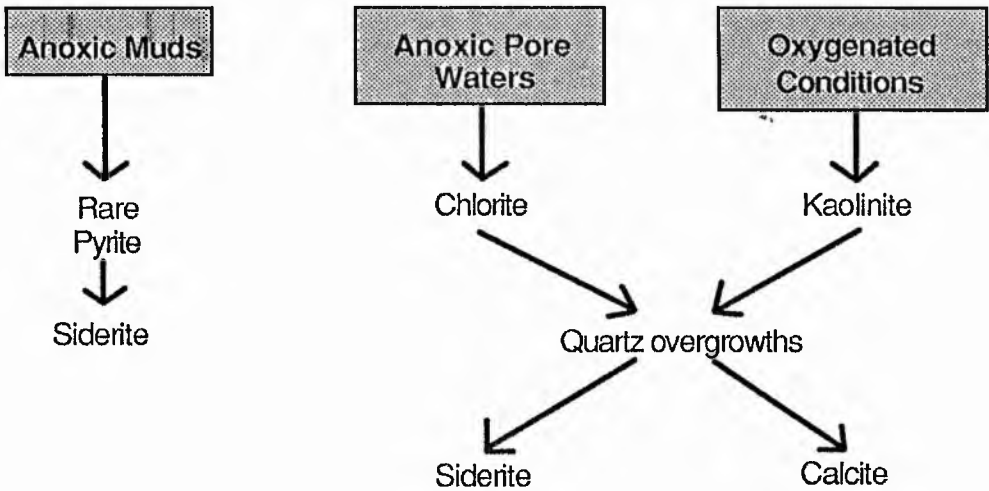 Anoxic Muds
Anoxic Pore
Waters
Oxygenated
Conditions
Rare
Pyrite
Chlorite
Kaolinite
Siderite
Quartz overgrowths
Siderite
Calcite